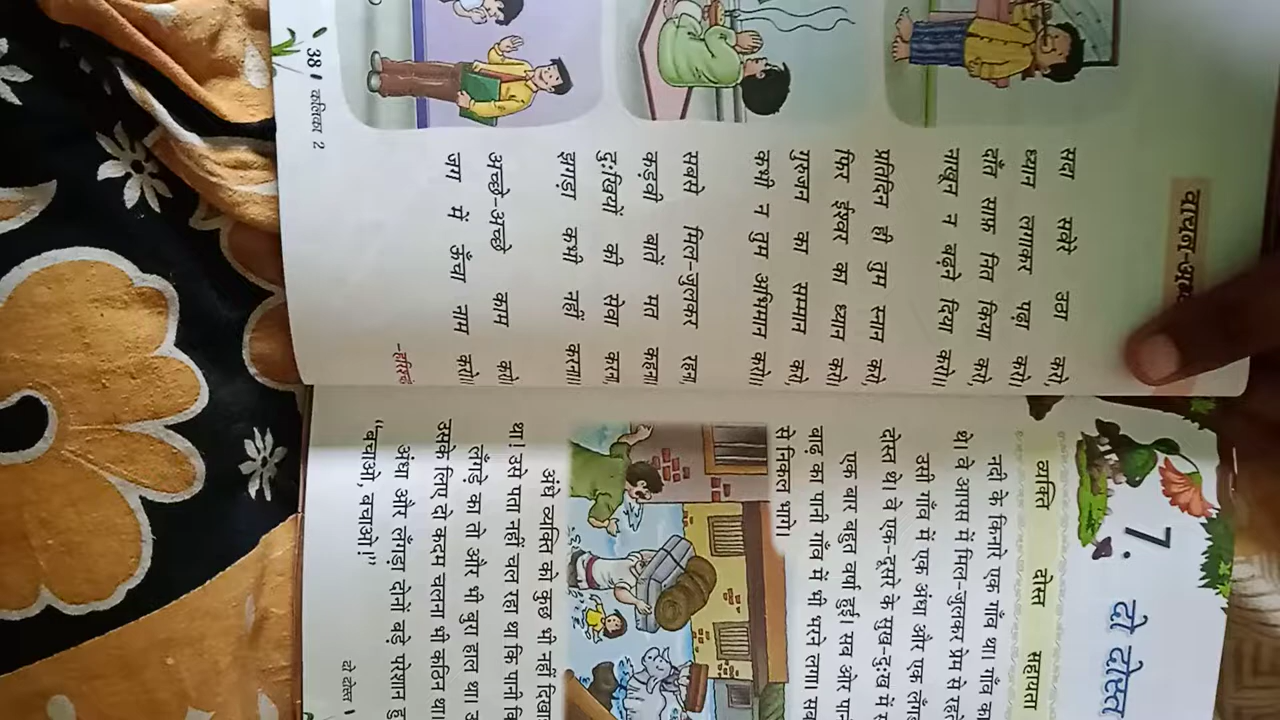 वाचन-अभ्यास
सदा सवेरे उठा करो,
ध्यान लगाकर पढ़ा करो।
दाँत साफ़ नित किया करो,
नाखून न बढ़ने दिया करो।
प्रतिदिन ही तुम स्नान करो,
फिर ईश्वर का ध्यान करो।
गुरुजन का सम्मान करो,
कभी न तुम अभिमान करो।
सबसे मिल-जुलकर रहना,
कड़वी बातें मत कहना।
दुःखियों की सेवा करना,
झगड़ा कभी नहीं करना।
अच्छे-अच्छे काम करो,
जग में ऊँचा नाम करो।
38 कलिका 2
7. दो दोस्त
व्यक्ति दोस्त सहायता
नदी के किनारे एक गाँव था। गाँव
थे। वे आपस में मिल-जुलकर प्रेम से रहते
उसी गाँव में एक अंधा और एक
दोस्त थे। वे एक-दूसरे के सुख-दुःख में
एक बार बहुत वर्षा हुई। सब ओर
बाढ़ का पानी गाँव में भी भरने लगा। सब
से निकल भागे।
अंधे व्यक्ति को कुछ भी नहीं
था। उसे पता नहीं चल रहा था कि पानी
लँगड़े का तो और भी बुरा हाल था।
उसके लिए दो कदम चलना भी कठिन था।
अंधा और लँगड़ा दोनों बड़े परेशान
“बचाओ, बचाओ!”
दो दोस्त